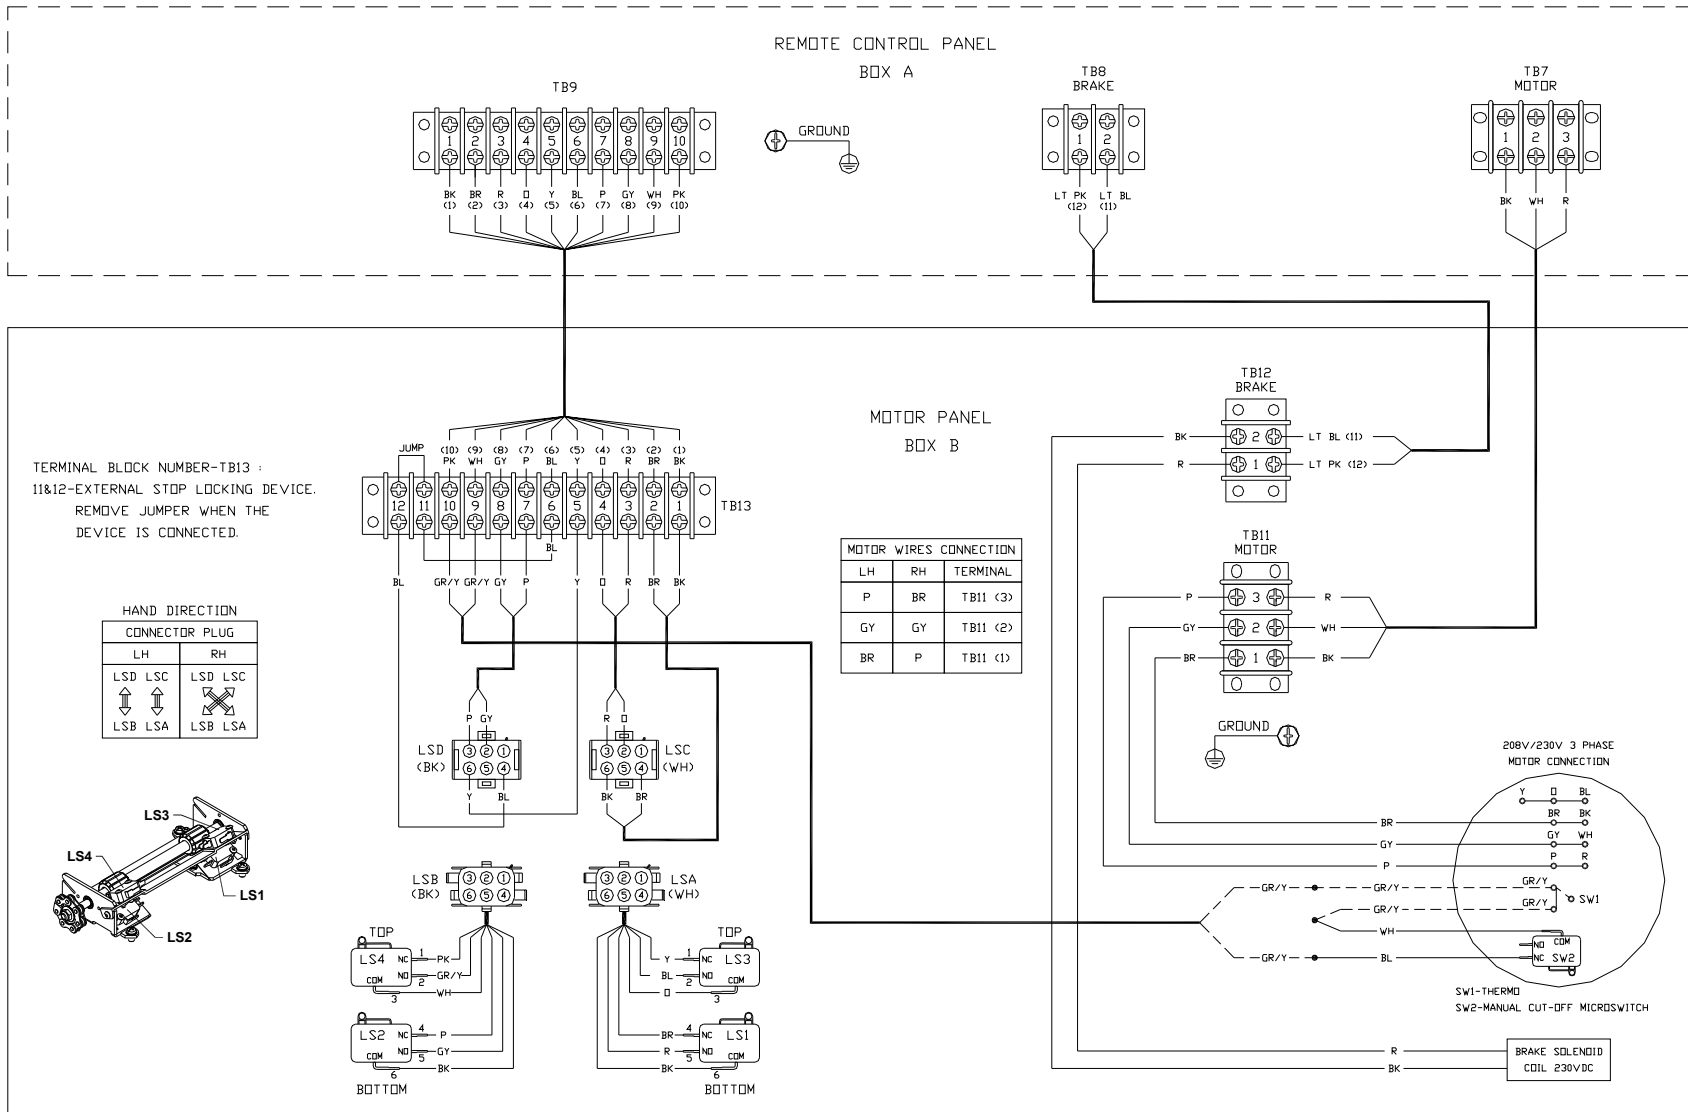 REMOTE CONTROL PANEL
BOX A
TB9
1 2 3 4 5 6 7 8 9 10
BK BR R O Y BL P GY WH PK
(1) (2) (3) (4) (5) (6) (7) (8) (9) (10)
GROUND
TB8
BRAKE
1 2
LT PK LT BL
(12) (11)
TB7
MOTOR
1 2 3
BK WH R
MOTOR PANEL
BOX B
TERMINAL BLOCK NUMBER-TB13 :
11&12-EXTERNAL STOP LOCKING DEVICE.
REMOVE JUMPER WHEN THE
DEVICE IS CONNECTED.
JUMP
(10) (9) (8) (7) (6) (5) (4) (3) (2) (1)
PK WH GY P BL Y O R BR BK
12 11 10 9 8 7 6 5 4 3 2 1
TB13
BL
BL GR/Y GR/Y GY P Y O R BR BK
HAND DIRECTION
CONNECTOR PLUG
LH RH
LSD LSC LSD LSC
LSB LSA LSB LSA
P GY
LSD
(BK)
3 2 1
6 5 4
Y BL
R O
LSC
(WH)
3 2 1
6 5 4
BK BR
LSB
(BK)
3 2 1
6 5 4
LSA
(WH)
3 2 1
6 5 4
TOP
LS4 NC 1 PK
NO 2 GR/Y
COM 3 WH
LS2 NC 4 P
NO 5 GY
COM 6 BK
BOTTOM
TOP
Y 1 NC LS3
BL 2 NO
O 3 COM
BR 4 NC LS1
R 5 NO
BK 6 COM
BOTTOM
LS3
LS4
LS1
LS2
MOTOR WIRES CONNECTION
LH RH TERMINAL
P BR TB11 (3)
GY GY TB11 (2)
BR P TB11 (1)
TB12
BRAKE
BK 2 LT BL (11)
R 1 LT PK (12)
TB11
MOTOR
P 3 R
GY 2 WH
BR 1 BK
GROUND
208V/230V 3 PHASE
MOTOR CONNECTION
Y O BL
BR BR BK
GY GY WH
P P R
GR/Y GR/Y GR/Y
SW1
GR/Y GR/Y
WH
GR/Y BL
NO COM
NC SW2
SW1-THERMO
SW2-MANUAL CUT-OFF MICROSWITCH
R
BK
BRAKE SOLENOID
COIL 230VDC